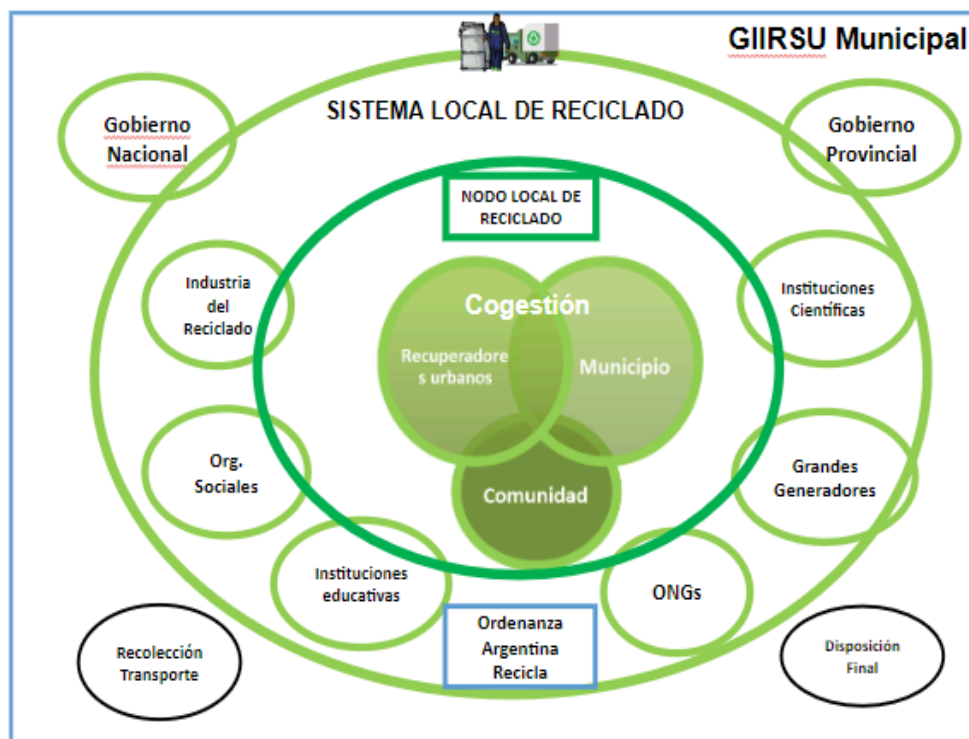 GIIRSU Municipal
SISTEMA LOCAL DE RECICLADO
Gobierno
Nacional
Gobierno
Provincial
NODO LOCAL DE
RECICLADO
Industria
del
Reciclado
Instituciones
Científicas
Cogestión
Recuperadore
s urbanos
Municipio
Org.
Sociales
Grandes
Generadores
Comunidad
Instituciones
educativas
ONGs
Ordenanza
Argentina
Recicla
Recolección
Transporte
Disposición
Final